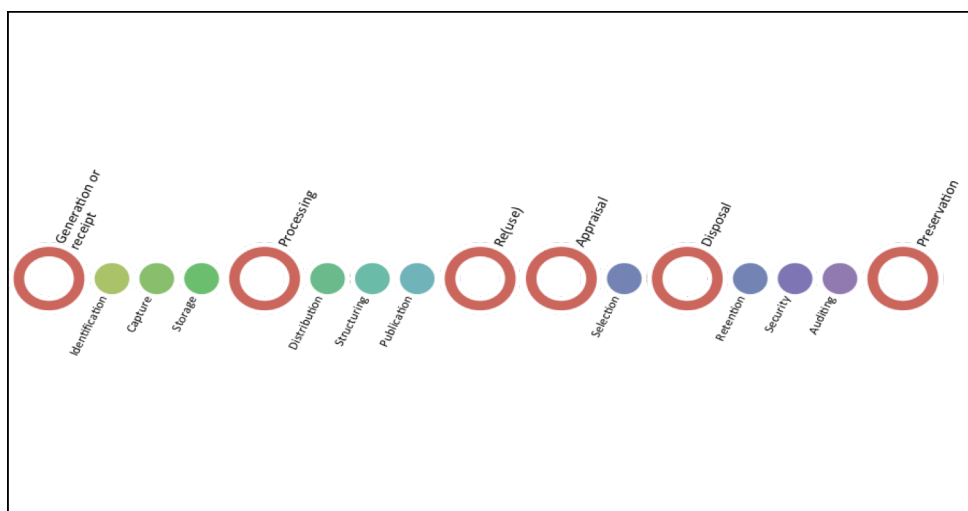 Generation or
receipt
Identification
Capture
Storage
Processing
Distribution
Structuring
Publication
Re(use)
Appraisal
Selection
Disposal
Retention
Security
Auditing
Preservation